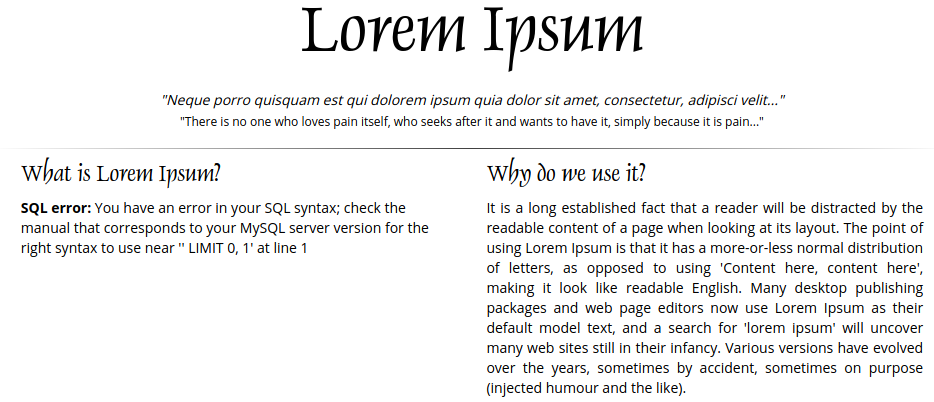 Lorem Ipsum
"Neque porro quisquam est qui dolorem ipsum quia dolor sit amet, consectetur, adipisci velit..."
"There is no one who loves pain itself, who seeks after it and wants to have it, simply because it is pain..."
What is Lorem Ipsum?
SQL error: You have an error in your SQL syntax; check the
manual that corresponds to your MySQL server version for the
right syntax to use near '' LIMIT 0, 1' at line 1
Why do we use it?
It is a long established fact that a reader will be distracted by the
readable content of a page when looking at its layout. The point of
using Lorem Ipsum is that it has a more-or-less normal distribution
of letters, as opposed to using 'Content here, content here',
making it look like readable English. Many desktop publishing
packages and web page editors now use Lorem Ipsum as their
default model text, and a search for 'lorem ipsum' will uncover
many web sites still in their infancy. Various versions have evolved
over the years, sometimes by accident, sometimes on purpose
(injected humour and the like).